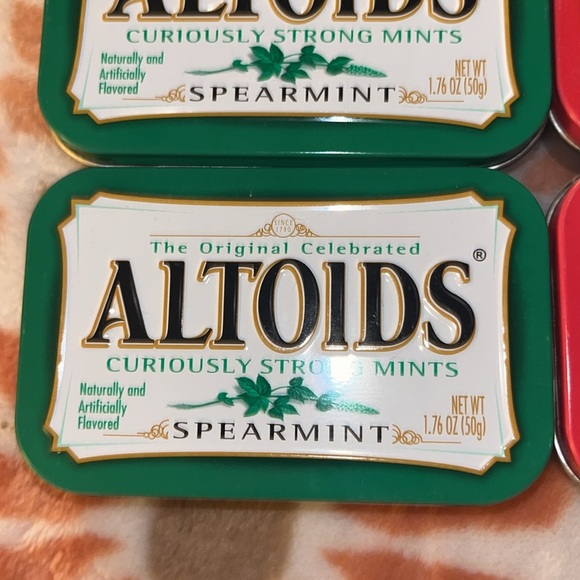 ALTOIDS
CURIOUSLY STRONG MINTS
Naturally and
Artificially
Flavored
NET WT
1.76 OZ (50g)
SPEARMINT
SINCE
1780
The Original Celebrated
ALTOIDS®
CURIOUSLY STRONG MINTS
Naturally and
Artificially
Flavored
NET WT
1.76 OZ (50g)
SPEARMINT